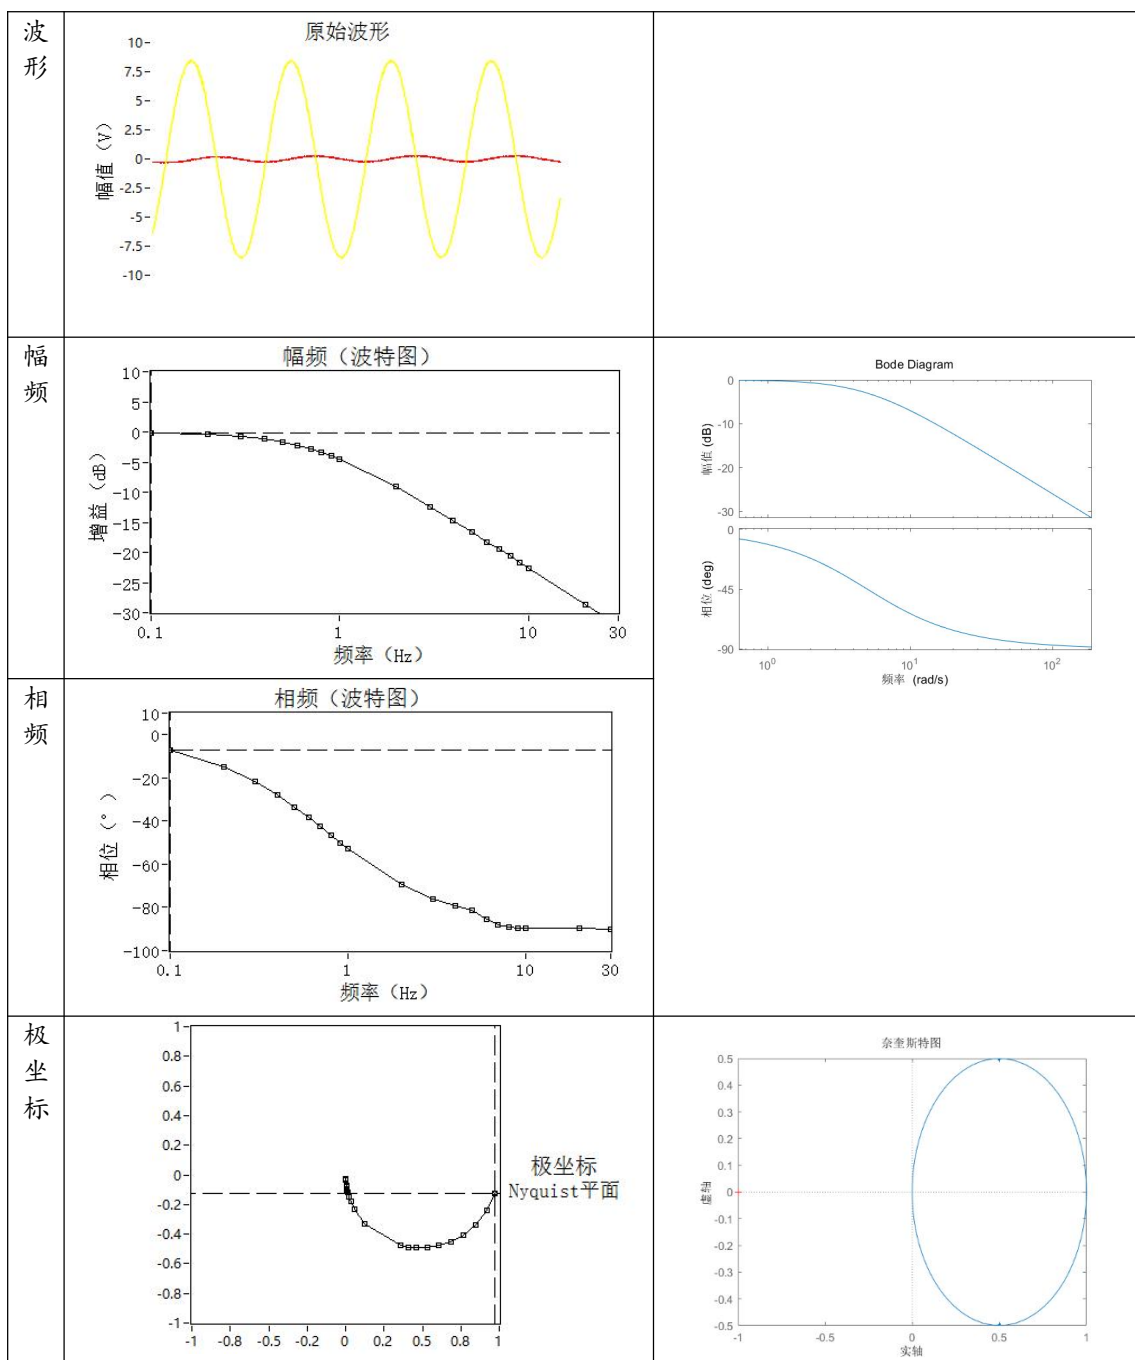 波
形
原始波形
10
7.5
5
2.5
0
-2.5
-5
-7.5
-10
幅值（V）
幅
频
幅频（波特图）
10
5
0
-5
-10
-15
-20
-25
-30
增益（dB）
0.1 1 10 30
频率（Hz）
Bode Diagram
0
-10
-20
-30
幅值 (dB)
0
-45
-90
相位 (deg)
10^0 10^1 10^2
频率 (rad/s)
相
频
相频（波特图）
10
0
-20
-40
-60
-80
-100
相位（°）
0.1 1 10 30
频率（Hz）
极
坐
标
1
0.8
0.6
0.4
0.2
0
-0.2
-0.4
-0.6
-0.8
-1
-1 -0.8 -0.5 -0.2 0 0.2 0.5 0.8 1
极坐标
Nyquist平面
奈奎斯特图
0.5
0.4
0.3
0.2
0.1
0
-0.1
-0.2
-0.3
-0.4
-0.5
虚轴
-1 -0.5 0 0.5 1
实轴